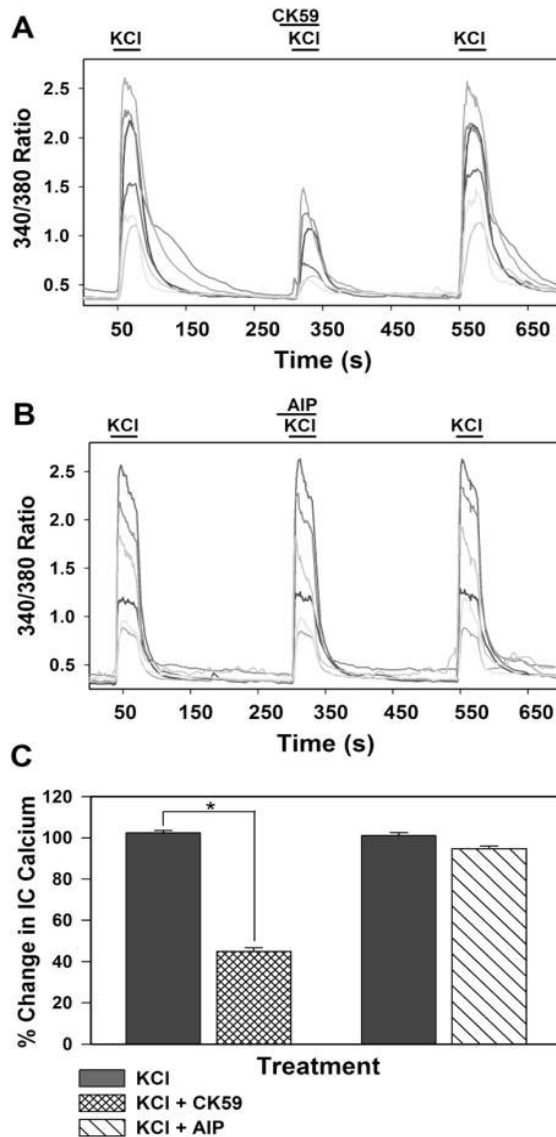 A
CK59
KCl KCl KCl
340/380 Ratio
2.5
2.0
1.5
1.0
0.5
50 150 250 350 450 550 650
Time (s)
B
AIP
KCl KCl KCl
340/380 Ratio
2.5
2.0
1.5
1.0
0.5
50 150 250 350 450 550 650
Time (s)
C
% Change in IC Calcium
120
100
80
60
40
20
0
*
Treatment
KCl
KCl + CK59
KCl + AIP